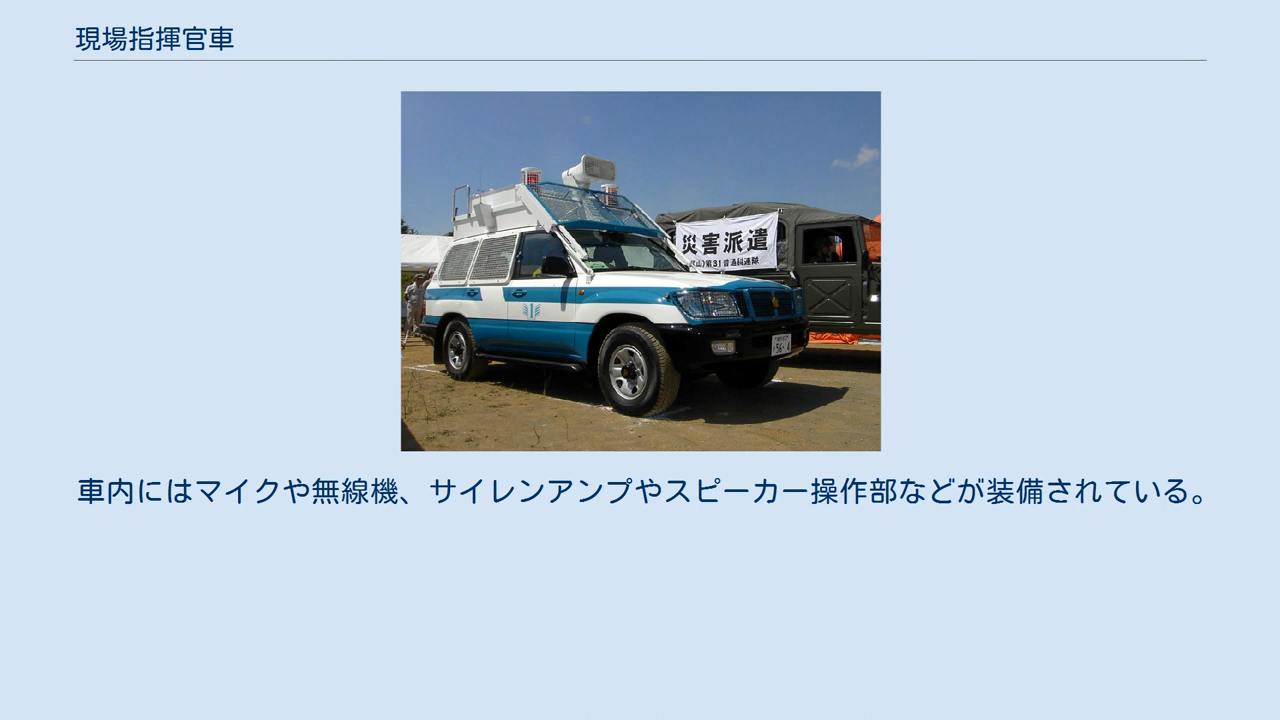 現場指揮官車
災害派遣
車内にはマイクや無線機、サイレンアンプやスピーカー操作部などが装備されている。